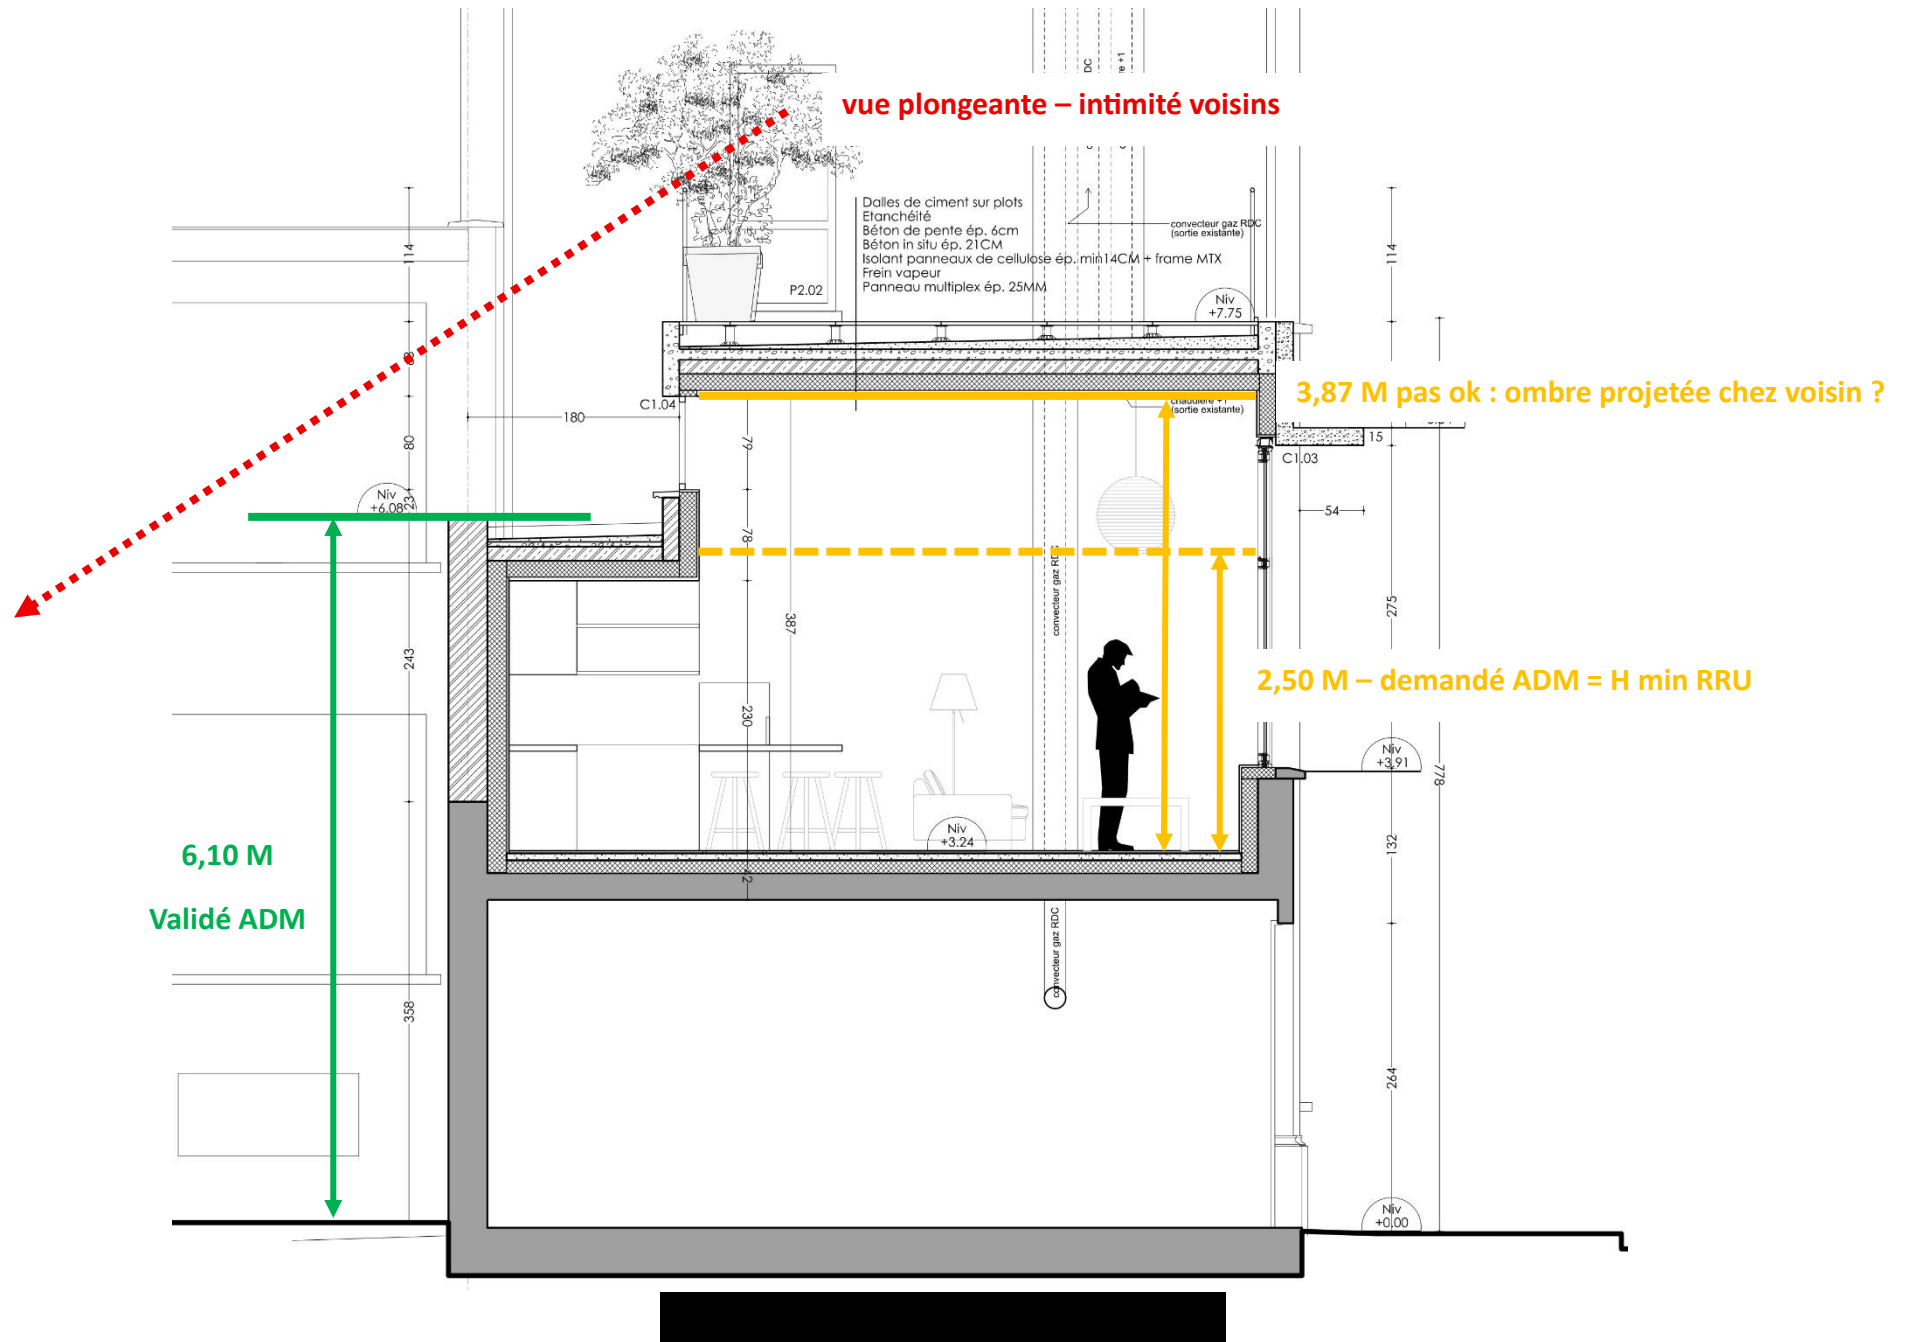 DC
re +1
vue plongeante – intimité voisins
Dalles de ciment sur plots
Etanchéité
Béton de pente ép. 6cm
Béton in situ ép. 21CM
Isolant panneaux de cellulose ép. min14CM + frame MTX
Frein vapeur
Panneau multiplex ép. 25MM
convecteur gaz RDC
(sortie existante)
114
114
P2.02
Niv
+7.75
3,87 M pas ok : ombre projetée chez voisin ?
C1.04
chaudière +1
(sortie existante)
180
80
79
15
C1.03
Niv
+6.08
23
54
78
convecteur gaz RDC
275
387
243
2,50 M – demandé ADM = H min RRU
230
Niv
+3.91
778
Niv
+3.24
132
6,10 M
42
Validé ADM
convecteur gaz RDC
358
264
Niv
+0.00